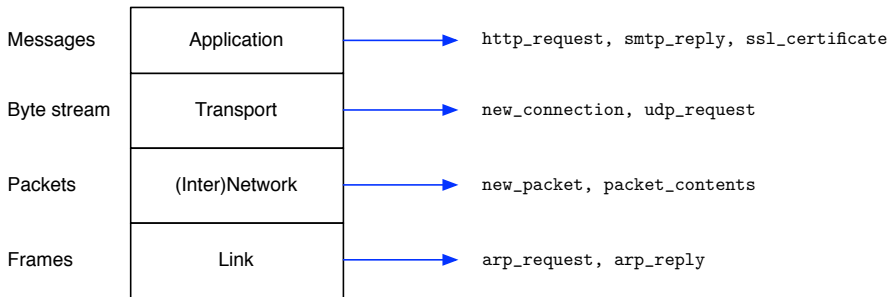 Messages Application http_request, smtp_reply, ssl_certificate
Byte stream Transport new_connection, udp_request
Packets (Inter)Network new_packet, packet_contents
Frames Link arp_request, arp_reply